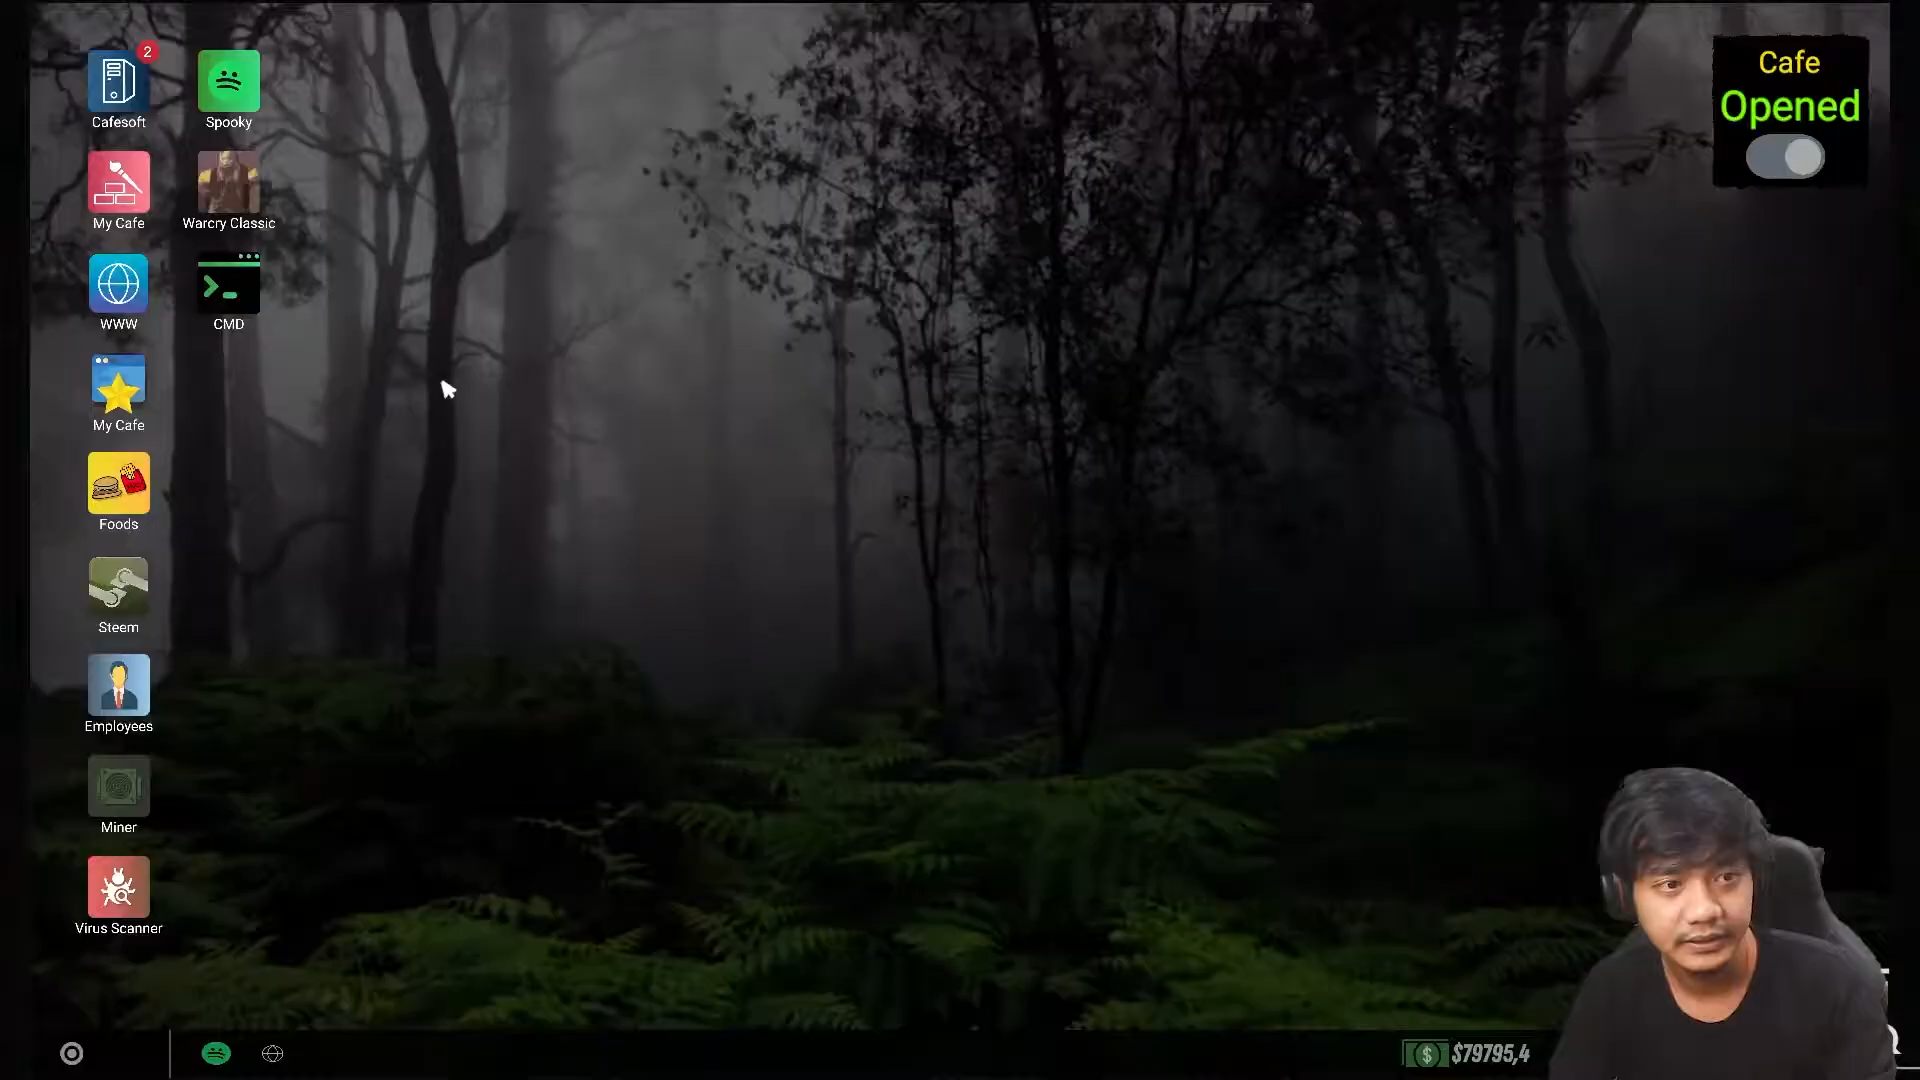 2
Cafesoft
Spooky
My Cafe
Warcry Classic
WWW
CMD
My Cafe
Foods
Steem
Employees
Miner
Virus Scanner
Cafe
Opened
$79795,4